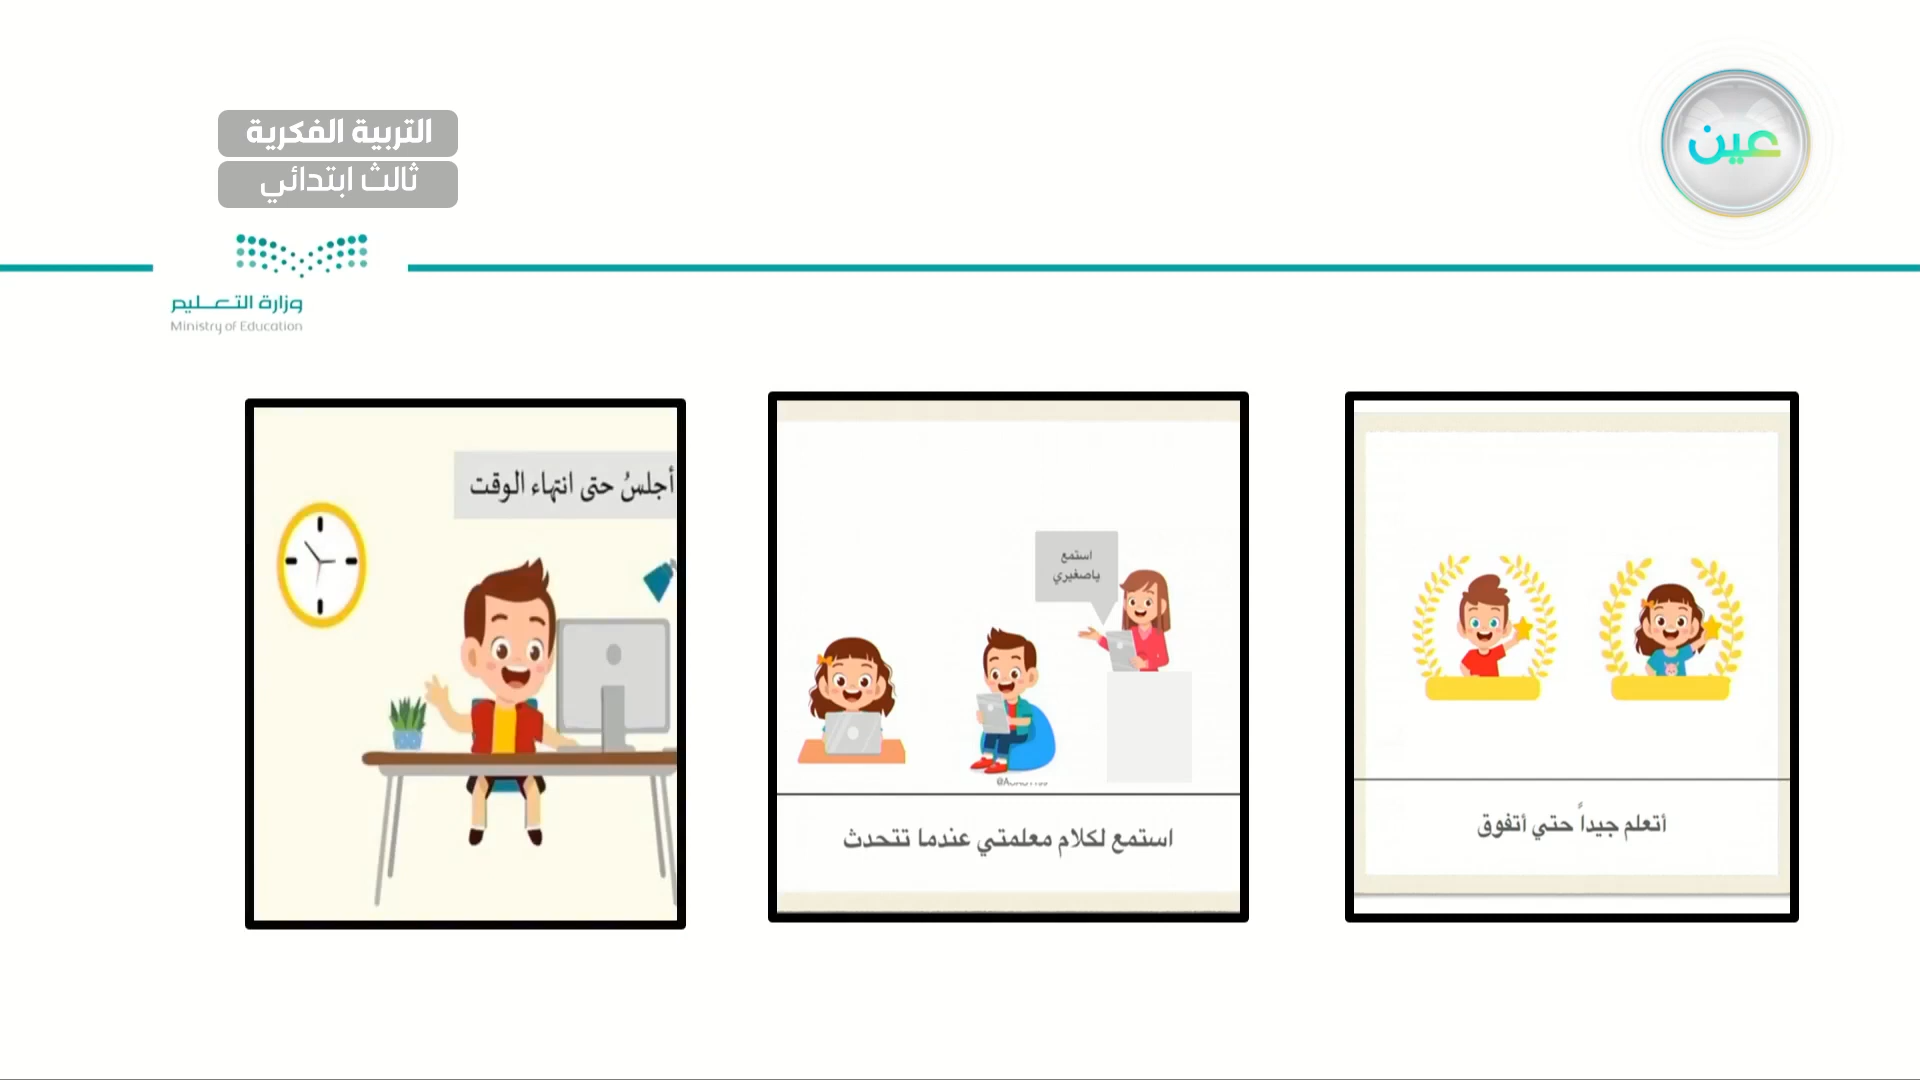 التربية الفكرية
ثالث ابتدائي
عين
وزارة التعليم
Ministry of Education
أتعلم جيداً حتي أتفوق
استمع
ياصغيري
استمع لكلام معلمتي عندما تتحدث
أجلسُ حتى انتهاء الوقت